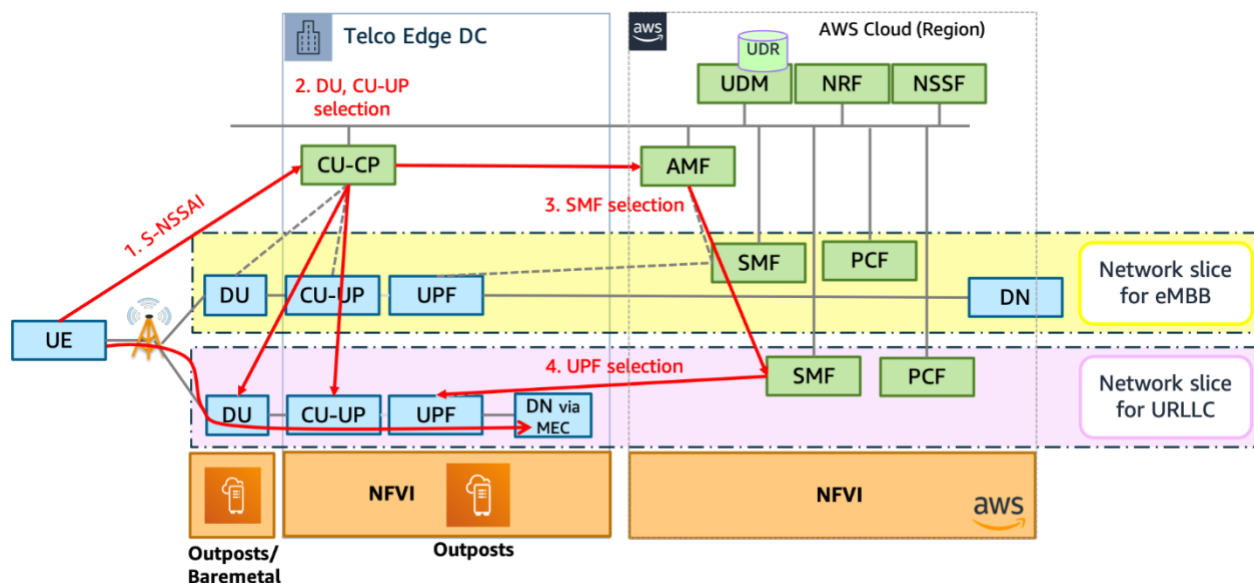 Telco Edge DC
aws
AWS Cloud (Region)
UDR
UDM
NRF
NSSF
2. DU, CU-UP
selection
CU-CP
AMF
1. S-NSSAI
3. SMF selection
SMF
PCF
DU
CU-UP
UPF
DN
Network slice
for eMBB
UE
4. UPF selection
SMF
PCF
DU
CU-UP
UPF
DN via
MEC
Network slice
for URLLC
NFVI
NFVI
aws
Outposts/
Baremetal
Outposts